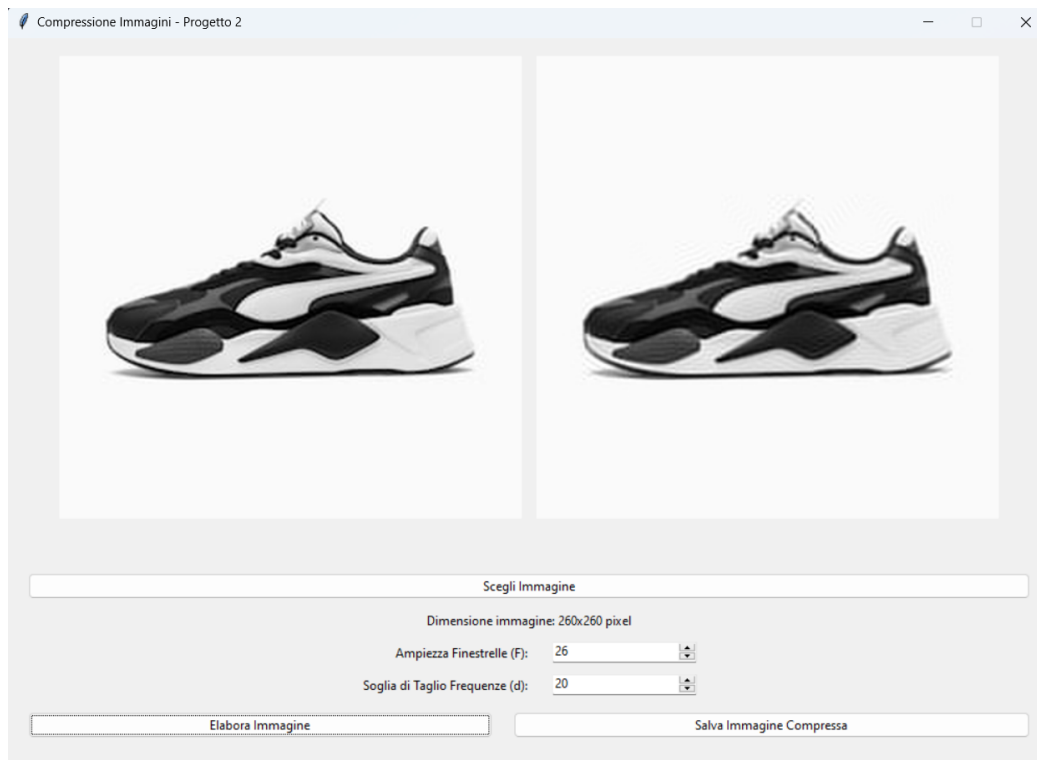 Compressione Immagini - Progetto 2
Scegli Immagine
Dimensione immagine: 260x260 pixel
Ampiezza Finestrelle (F): 26
Soglia di Taglio Frequenze (d): 20
Elabora Immagine Salva Immagine Compressa